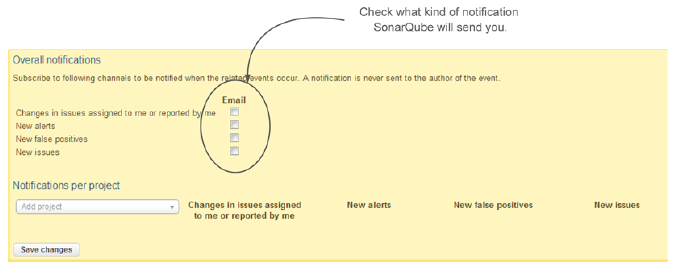 Check what kind of notification
SonarQube will send you.
Overall notifications
Subscribe to following channels to be notified when the related events occur. A notification is never sent to the author of the event.
Email
Changes in issues assigned to me or reported by me
New alerts
New false positives
New issues
Notifications per project
Add project
Changes in issues assigned
to me or reported by me
New alerts
New false positives
New issues
Save changes